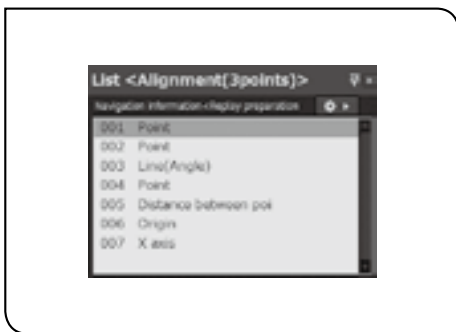 List <Alignment[3points]>
Navigation information<Replay preparation
001 Point
002 Point
003 Line(Angle)
004 Point
005 Distance between poi
006 Origin
007 X axis